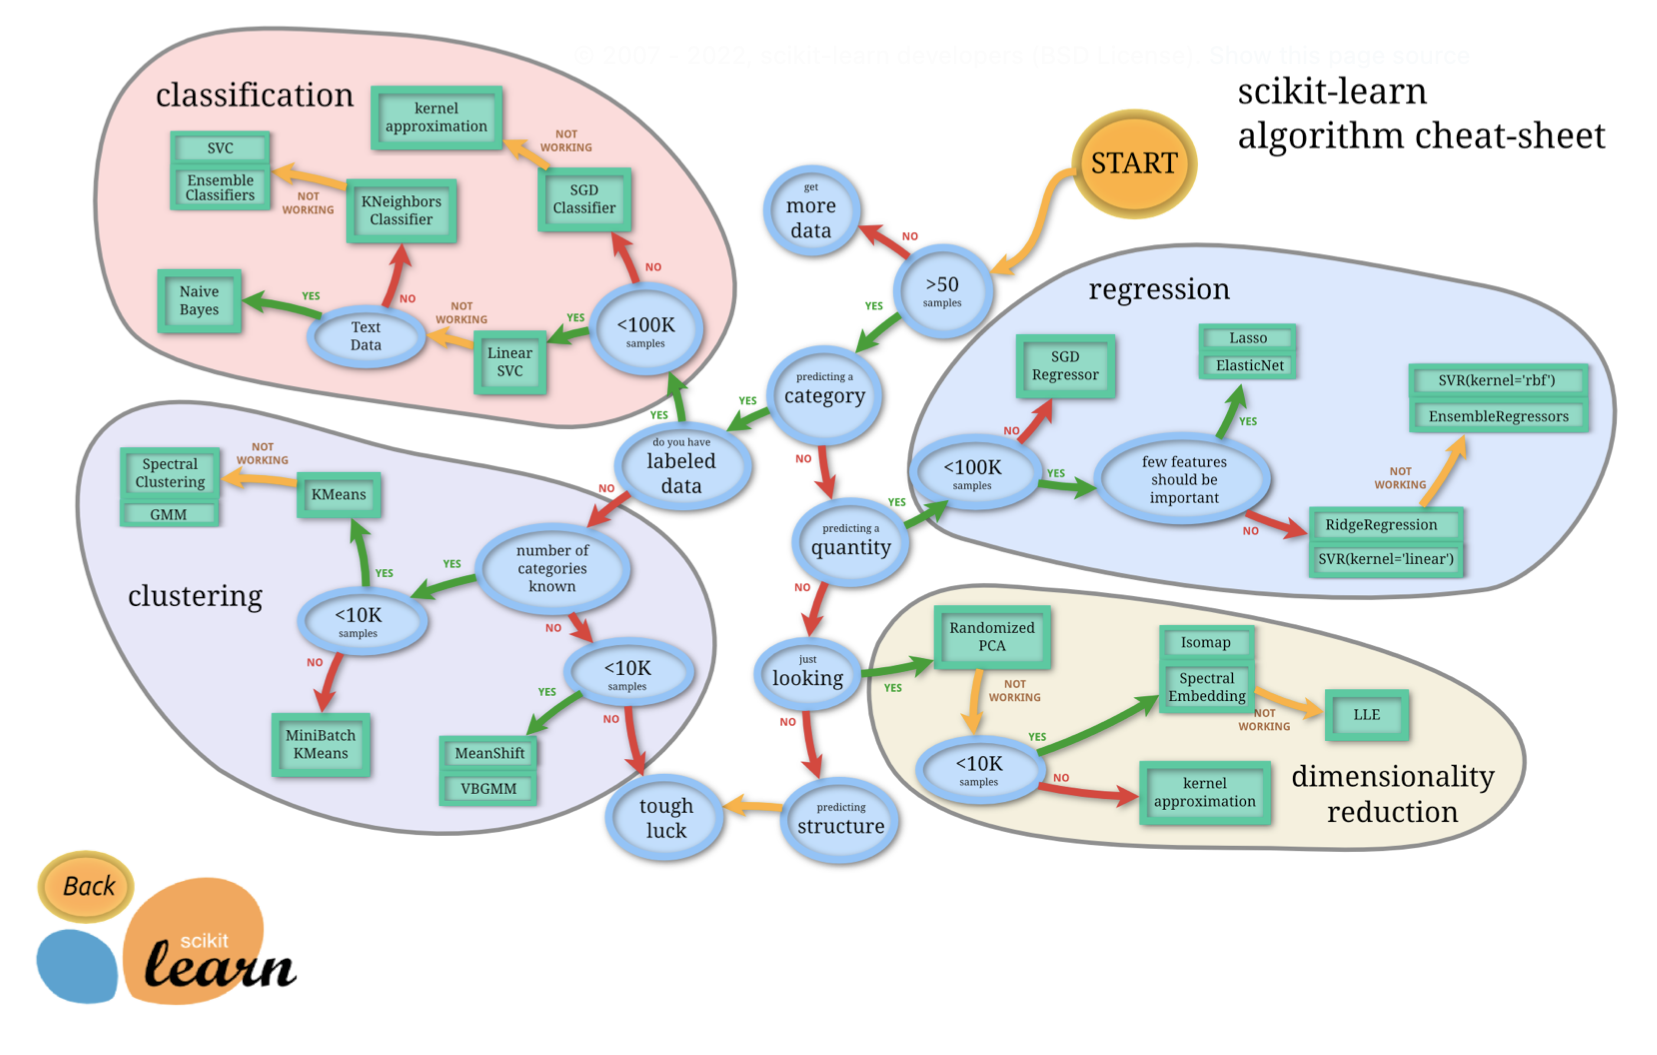 © 2007 - 2022, scikit-learn developers (BSD License). Show this page source
scikit-learn
algorithm cheat-sheet
START
get
more
data
NO
>50
samples
YES
predicting a
category
YES
NO
do you have
labeled
data
YES
NO
predicting a
quantity
YES
NO
just
looking
YES
NO
predicting
structure
tough
luck
classification
kernel
approximation
NOT
WORKING
SVC
Ensemble
Classifiers
NOT
WORKING
KNeighbors
Classifier
SGD
Classifier
NO
Naive
Bayes
YES
NO
Text
Data
NOT
WORKING
Linear
SVC
YES
<100K
samples
regression
SGD
Regressor
NO
<100K
samples
YES
Lasso
ElasticNet
YES
few features
should be
important
NO
SVR(kernel='rbf')
EnsembleRegressors
NOT
WORKING
RidgeRegression
SVR(kernel='linear')
clustering
Spectral
Clustering
GMM
NOT
WORKING
KMeans
YES
number of
categories
known
YES
NO
<10K
samples
NO
MiniBatch
KMeans
<10K
samples
YES
NO
MeanShift
VBGMM
dimensionality
reduction
Randomized
PCA
NOT
WORKING
<10K
samples
YES
NO
Isomap
Spectral
Embedding
NOT
WORKING
LLE
kernel
approximation
Back
scikit
learn